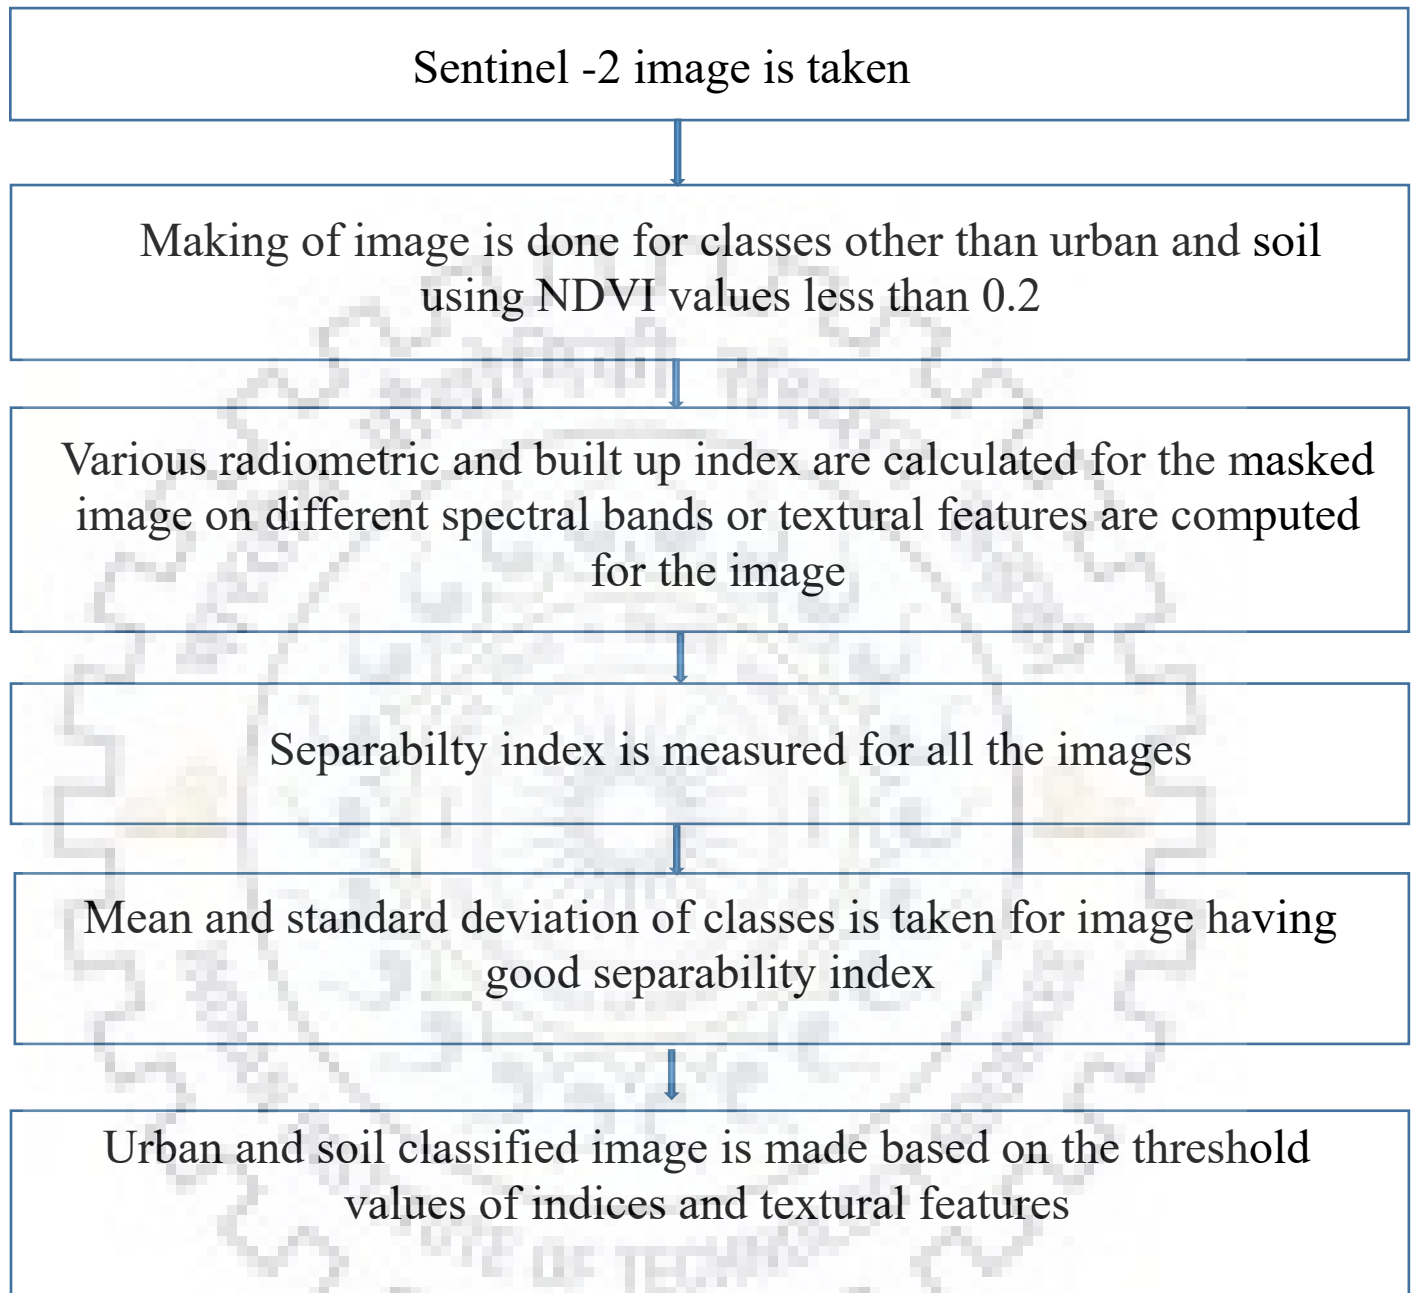 Sentinel -2 image is taken
Making of image is done for classes other than urban and soil
using NDVI values less than 0.2
Various radiometric and built up index are calculated for the masked
image on different spectral bands or textural features are computed
for the image
Separabilty index is measured for all the images
Mean and standard deviation of classes is taken for image having
good separability index
Urban and soil classified image is made based on the threshold
values of indices and textural features
OF TECHNO